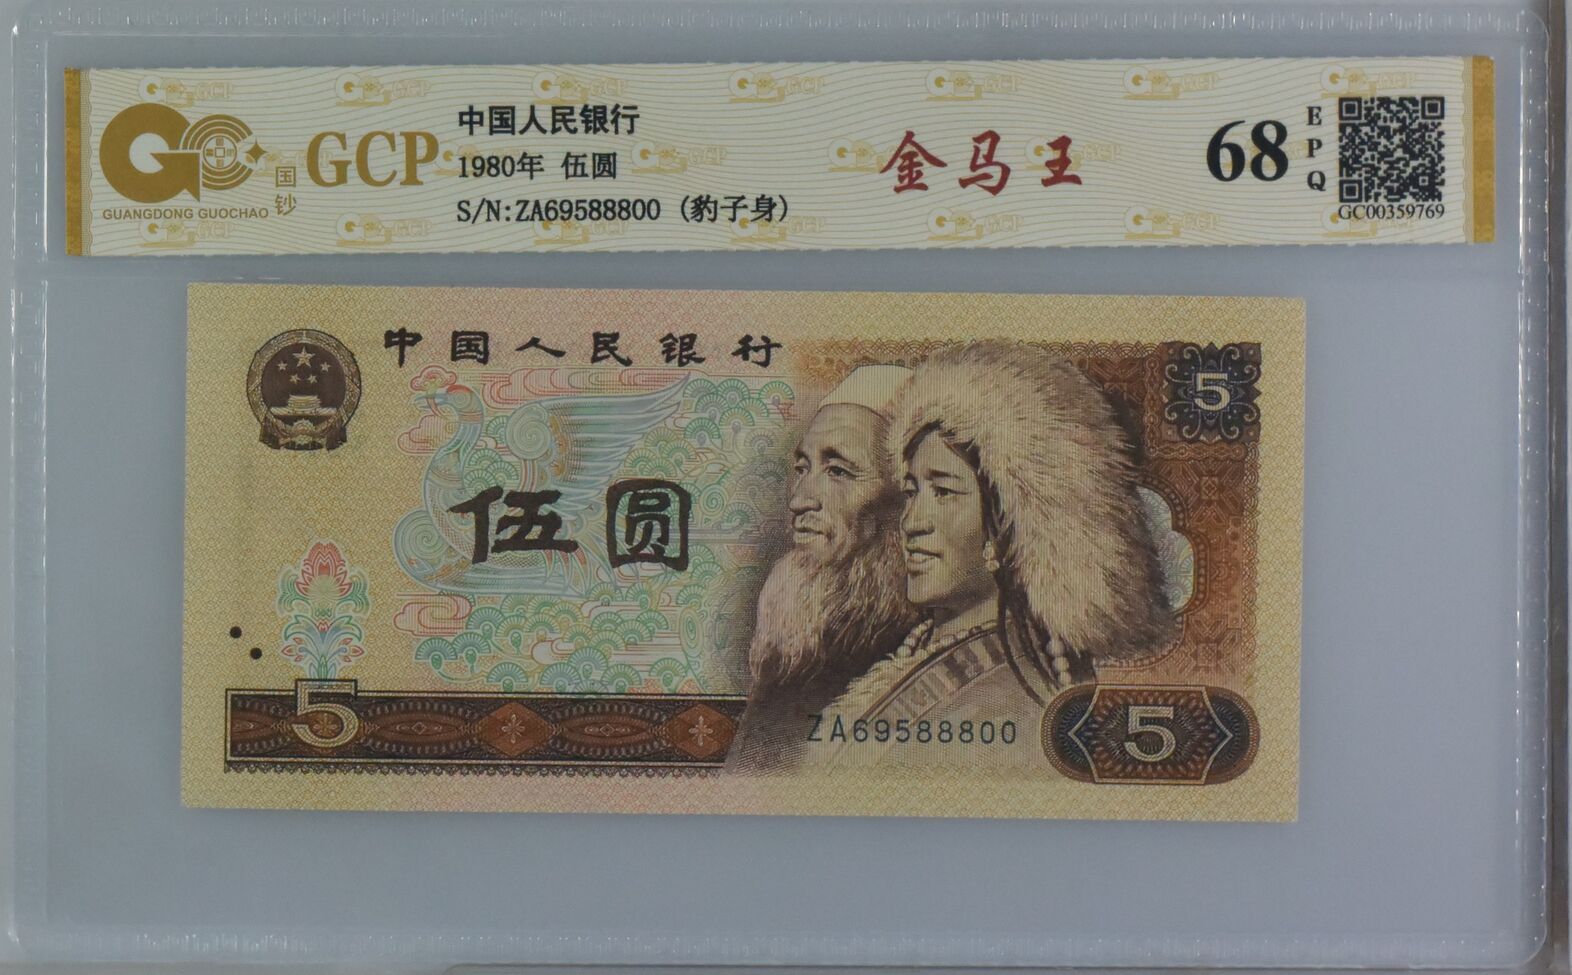 GCP
GUANGDONG GUOCHAO
国钞
中国人民银行
1980年 伍圆
S/N:ZA69588800 (豹子身)
金马王
68
EPQ
GC00359769
中国人民银行
5
伍圆
5
ZA69588800
5